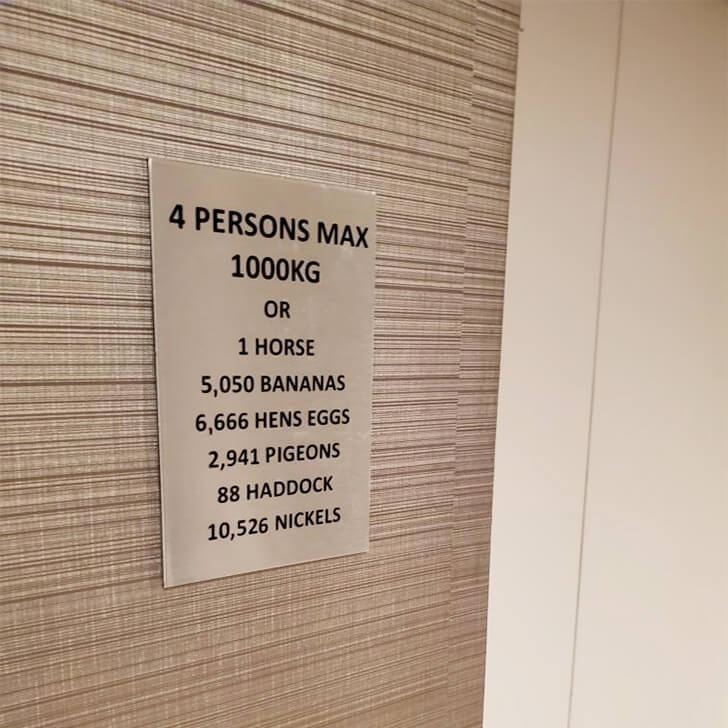 4 PERSONS MAX
1000KG
OR
1 HORSE
5,050 BANANAS
6,666 HENS EGGS
2,941 PIGEONS
88 HADDOCK
10,526 NICKELS